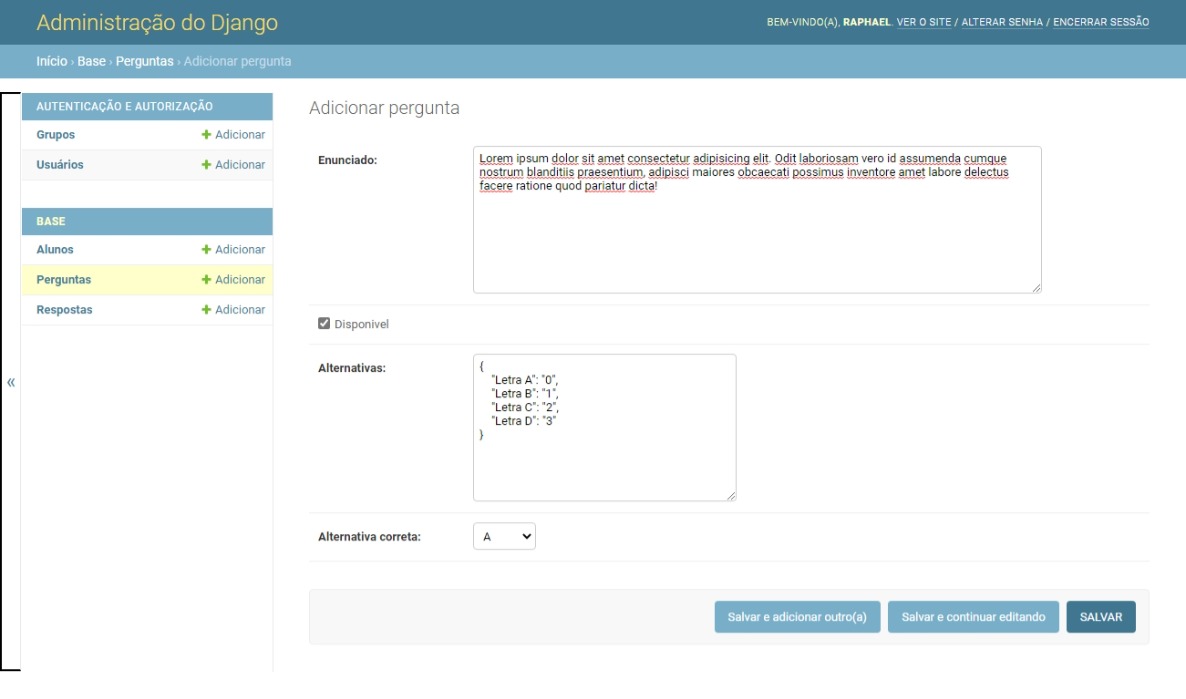 Administração do Django
BEM-VINDO(A), RAPHAEL. VER O SITE / ALTERAR SENHA / ENCERRAR SESSÃO
Início › Base › Perguntas › Adicionar pergunta
«
AUTENTICAÇÃO E AUTORIZAÇÃO
Grupos + Adicionar
Usuários + Adicionar
BASE
Alunos + Adicionar
Perguntas + Adicionar
Respostas + Adicionar
Adicionar pergunta
Enunciado:
Lorem ipsum dolor sit amet consectetur adipisicing elit. Odit laboriosam vero id assumenda cumque
nostrum blanditiis praesentium, adipisci maiores obcaecati possimus inventore amet labore delectus
facere ratione quod pariatur dicta!
Disponivel
Alternativas:
{
"Letra A": "0",
"Letra B": "1",
"Letra C": "2",
"Letra D": "3"
}
Alternativa correta: A
Salvar e adicionar outro(a) Salvar e continuar editando SALVAR